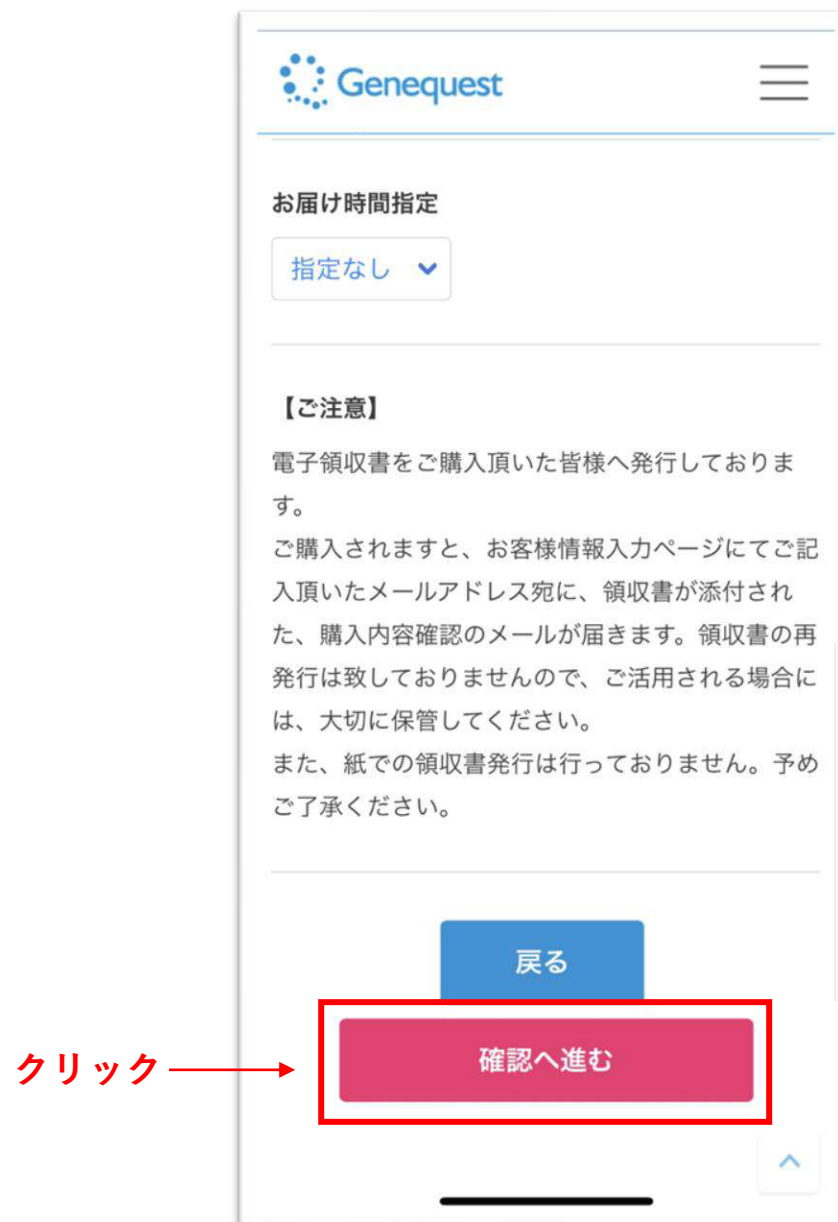 Genequest
お届け時間指定
指定なし
【ご注意】
電子領収書をご購入頂いた皆様へ発行しておりま
す。
ご購入されますと、お客様情報入力ページにてご記
入頂いたメールアドレス宛に、領収書が添付され
た、購入内容確認のメールが届きます。領収書の再
発行は致しておりませんので、ご活用される場合に
は、大切に保管してください。
また、紙での領収書発行は行っておりません。予め
ご了承ください。
戻る
クリック
確認へ進む